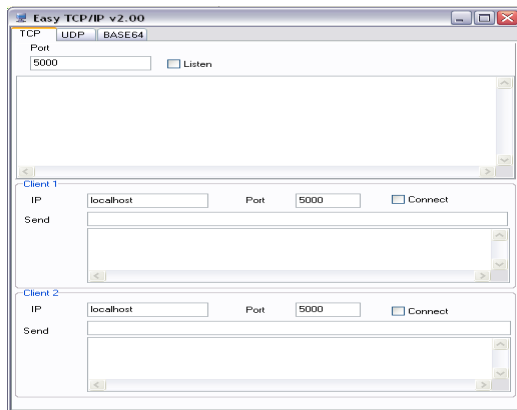 Easy TCP/IP v2.00
TCP UDP BASE64
Port
5000 Listen
Client 1
IP localhost Port 5000 Connect
Send
Client 2
IP localhost Port 5000 Connect
Send